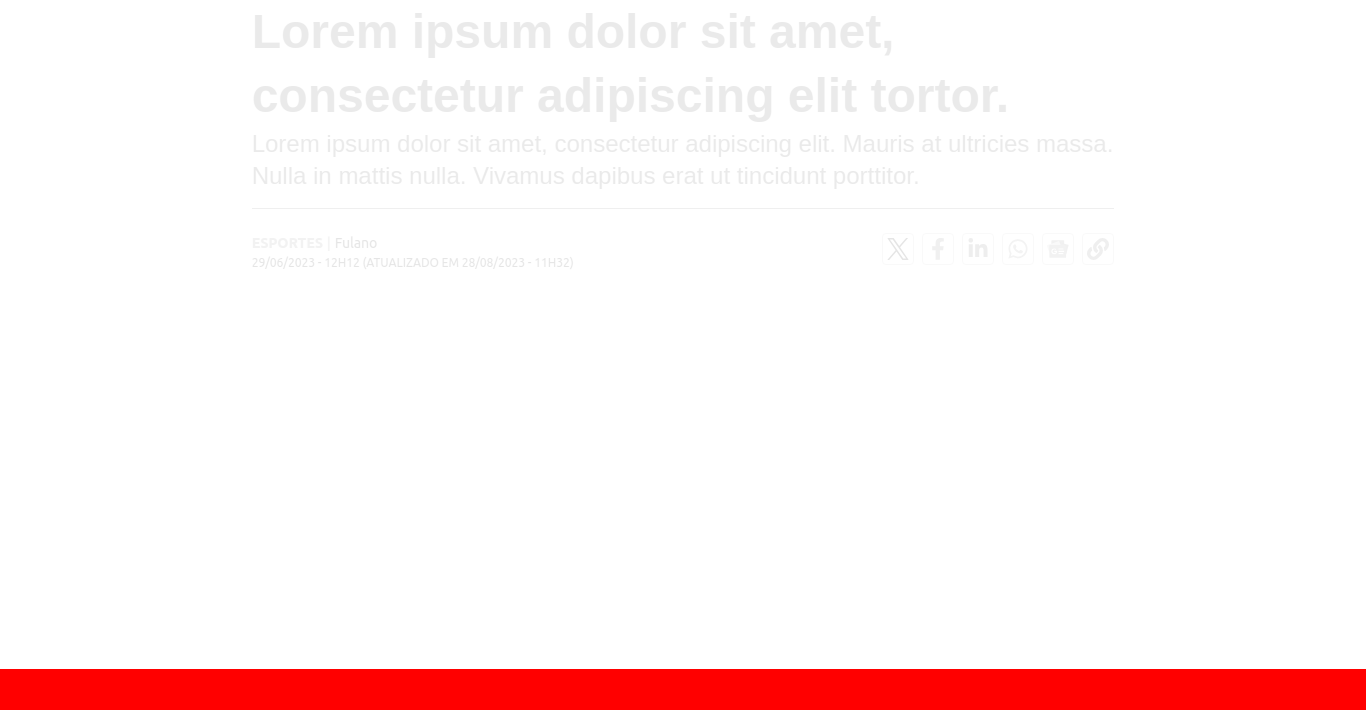 Lorem ipsum dolor sit amet,
consectetur adipiscing elit tortor.
Lorem ipsum dolor sit amet, consectetur adipiscing elit. Mauris at ultricies massa.
Nulla in mattis nulla. Vivamus dapibus erat ut tincidunt porttitor.
ESPORTES | Fulano
29/06/2023 - 12H12 (ATUALIZADO EM 28/08/2023 - 11H32)